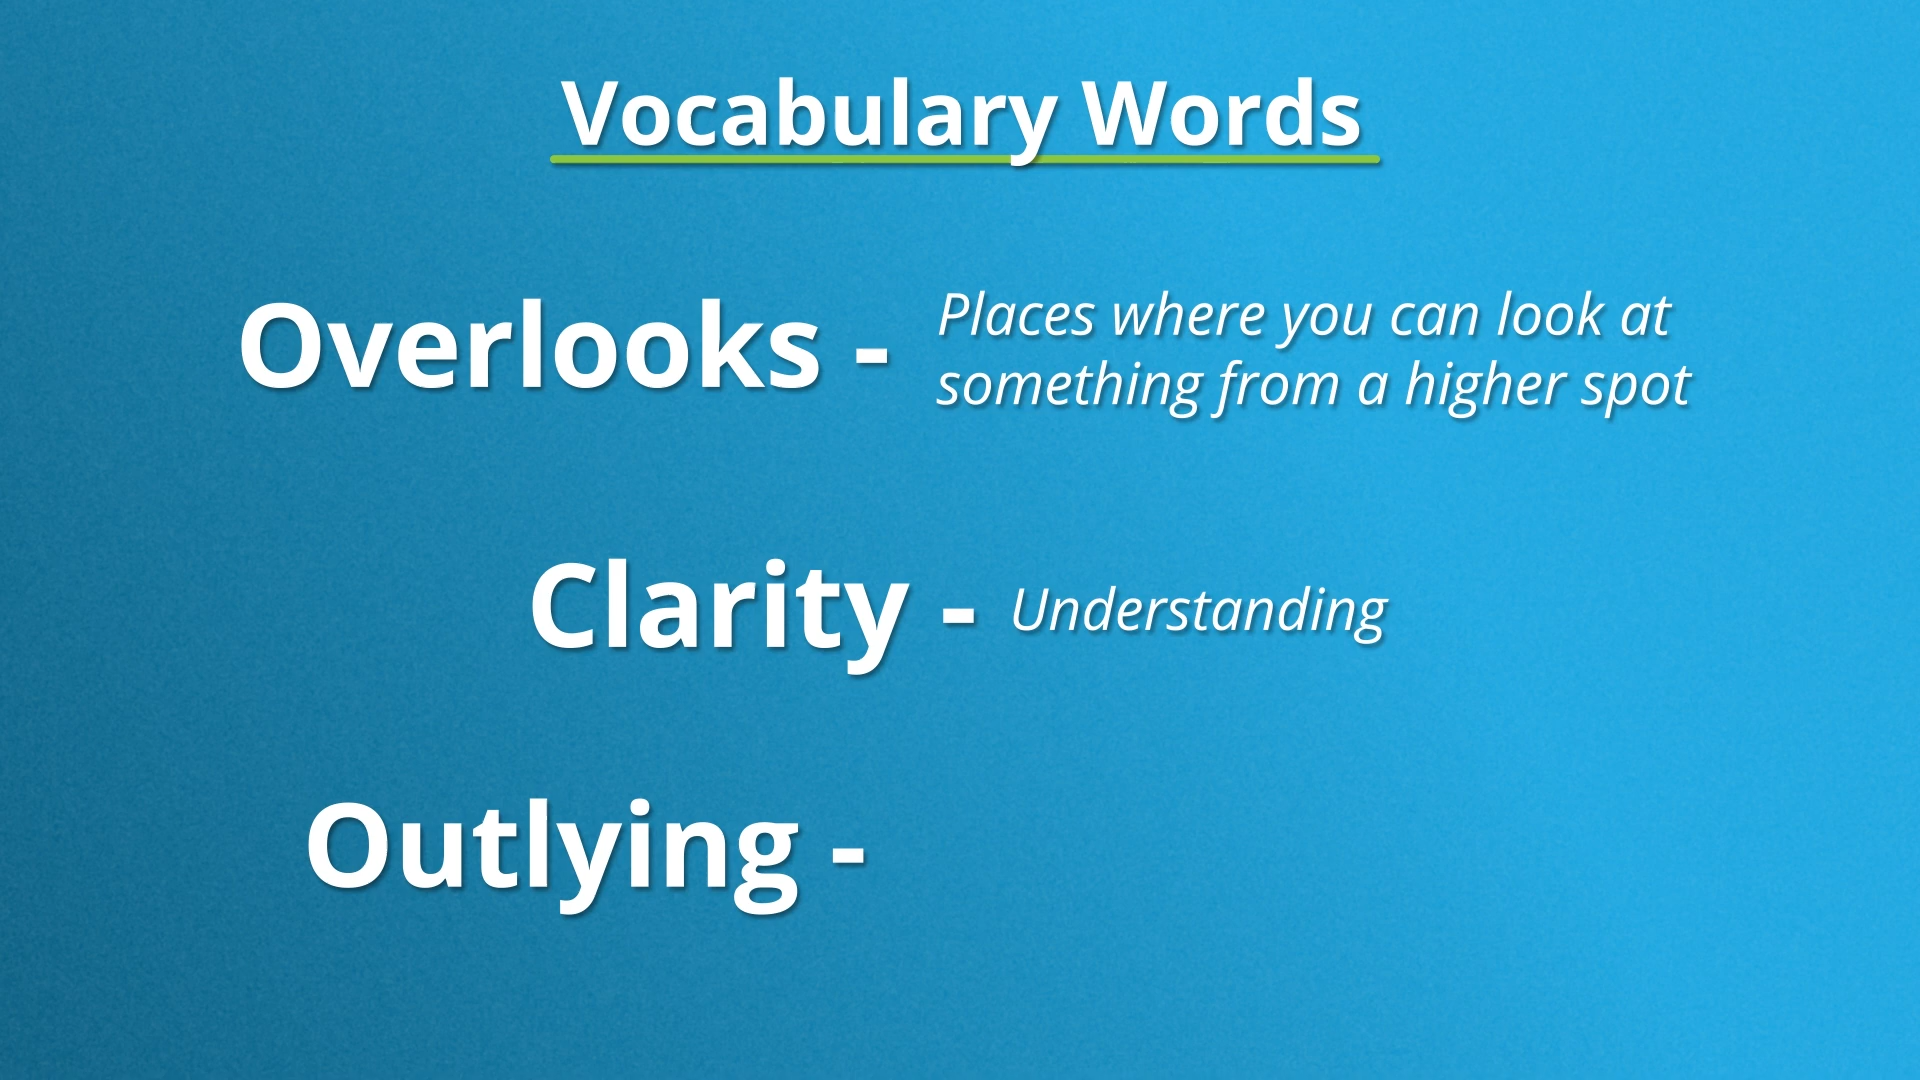 Vocabulary Words
Overlooks - Places where you can look at
something from a higher spot
Clarity - Understanding
Outlying -